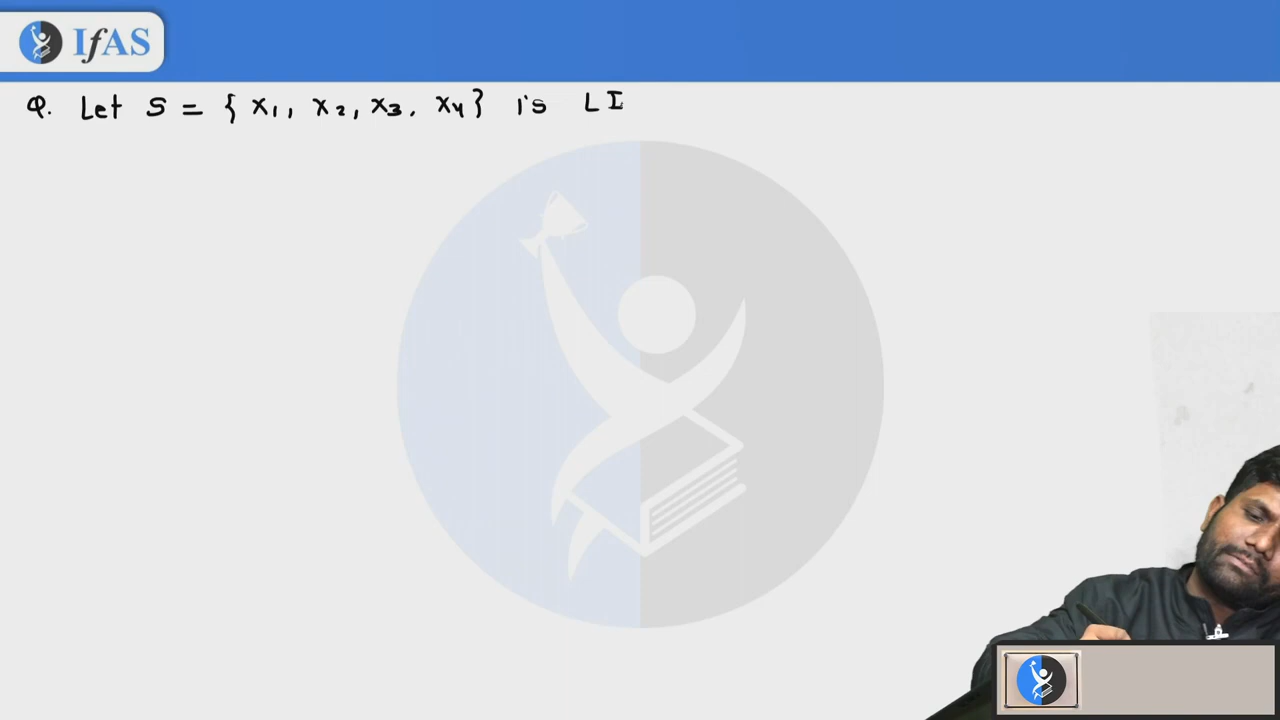 IfAS
Q. Let S = { x₁, x₂, x₃, x₄} is LI